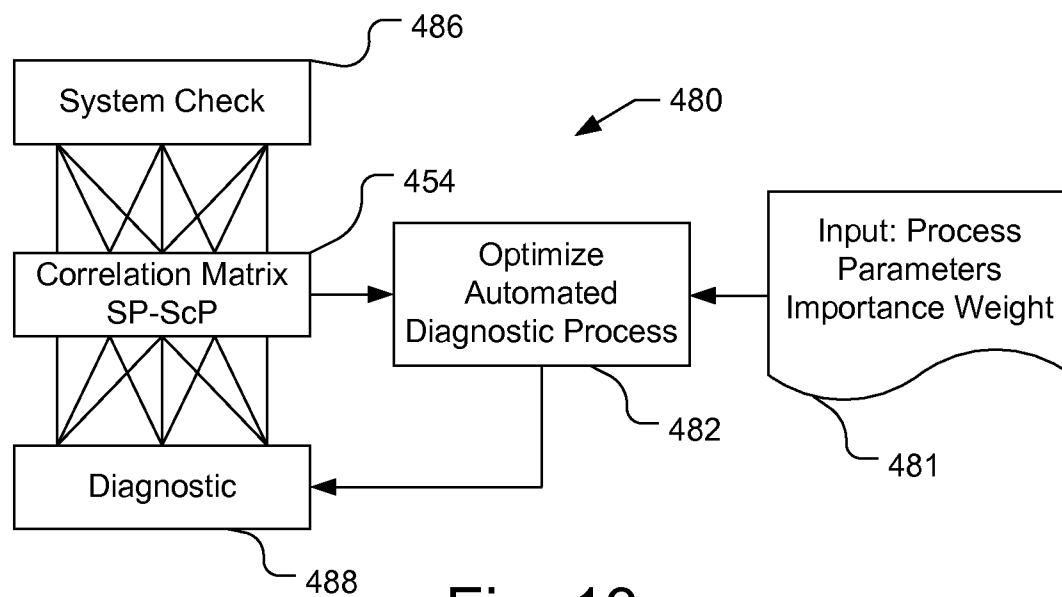 486
System Check
480
454
Correlation Matrix
SP-ScP
Optimize
Automated
Diagnostic Process
Input: Process
Parameters
Importance Weight
482
481
Diagnostic
488